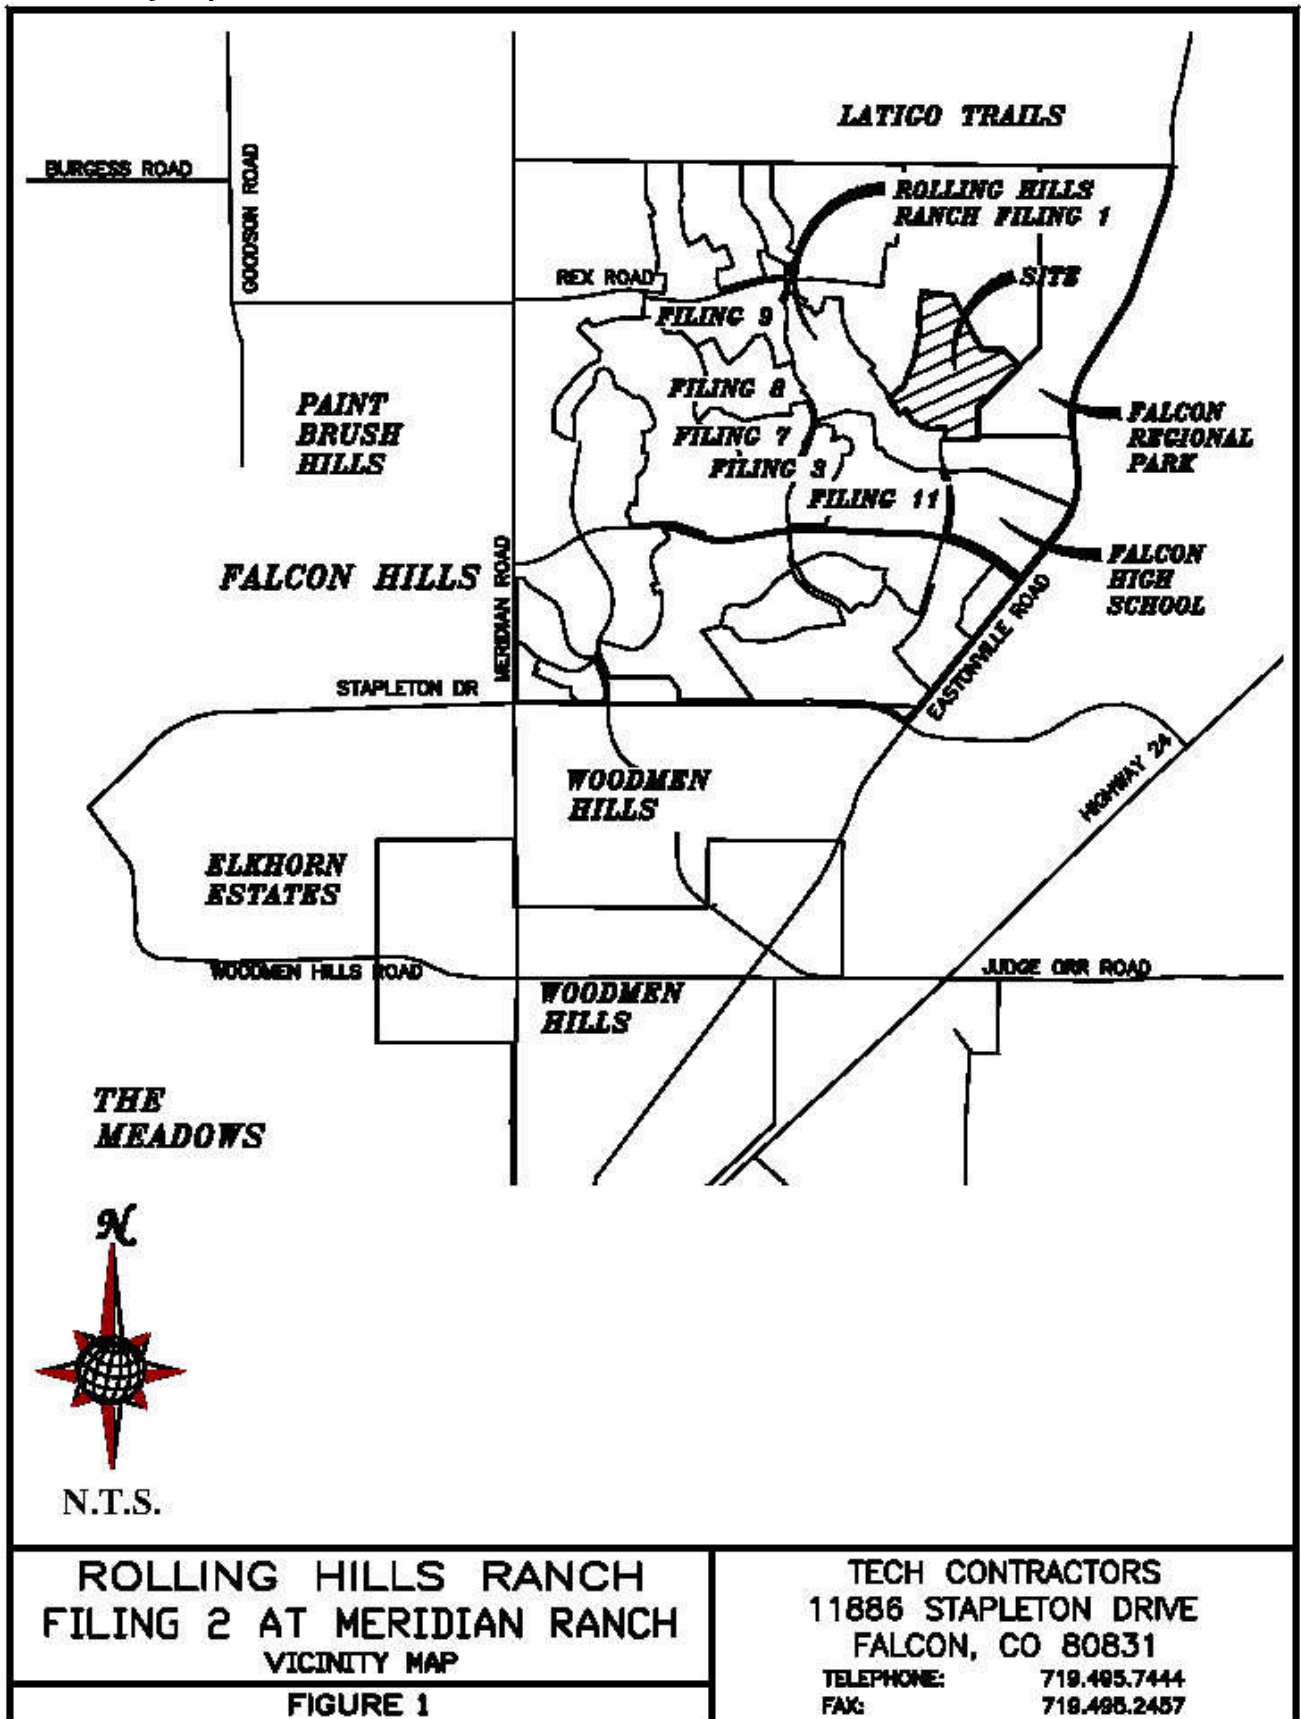 LATIGO TRAILS
BURGESS ROAD
GOODSON ROAD
ROLLING HILLS
RANCH FILING 1
REX ROAD
SITE
FILING 9
FILING 8
PAINT
BRUSH
HILLS
FALCON
REGIONAL
PARK
FILING 7
FILING 3
FILING 11
FALCON HILLS
MERIDIAN ROAD
FALCON
HIGH
SCHOOL
EASTONVILLE ROAD
STAPLETON DR
WOODMEN
HILLS
HIGHWAY 24
ELKHORN
ESTATES
WOODMEN HILLS ROAD
JUDGE ORR ROAD
WOODMEN
HILLS
THE
MEADOWS
N
N.T.S.
ROLLING HILLS RANCH
FILING 2 AT MERIDIAN RANCH
VICINITY MAP
FIGURE 1
TECH CONTRACTORS
11886 STAPLETON DRIVE
FALCON, CO 80831
TELEPHONE: 719.495.7444
FAX: 719.495.2457